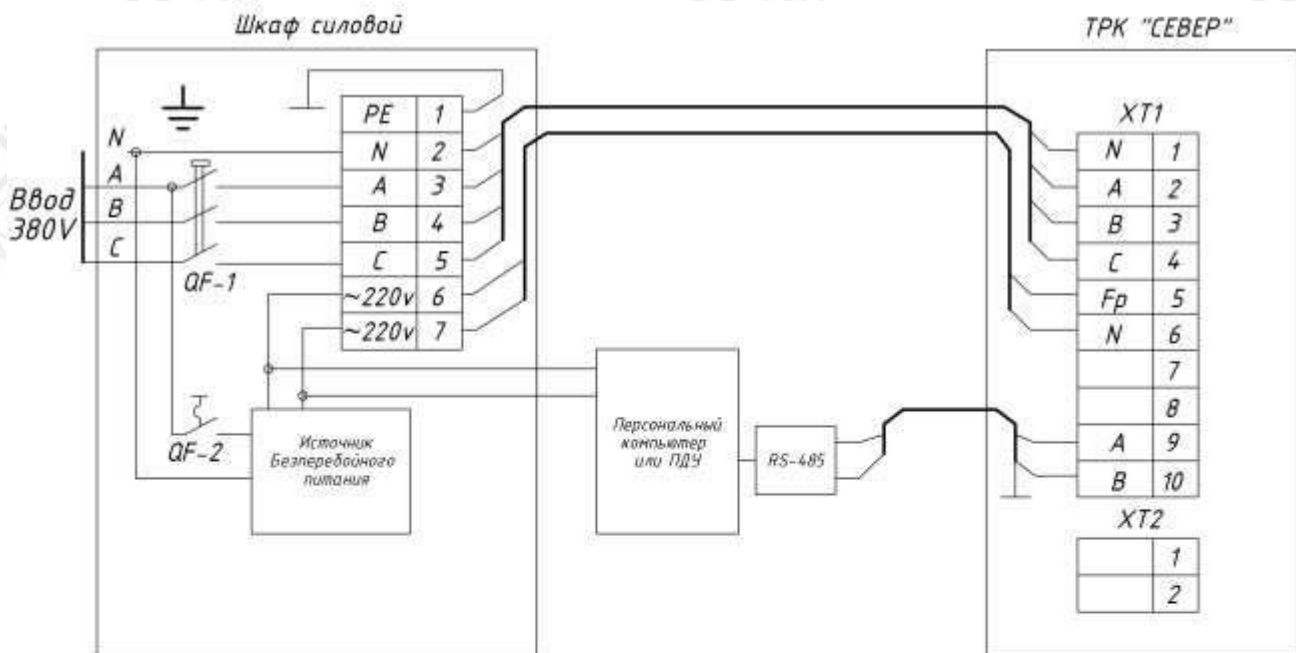 Шкаф силовой
ТРК "СЕВЕР"
N
A
B
C
Ввод
380V
QF-1
QF-2
PE 1
N 2
A 3
B 4
C 5
~220v 6
~220v 7
Источник
Безперебойного
питания
Персональный
компьютер
или ПДУ
RS-485
XT1
N 1
A 2
B 3
C 4
Fp 5
N 6
7
8
A 9
B 10
XT2
1
2